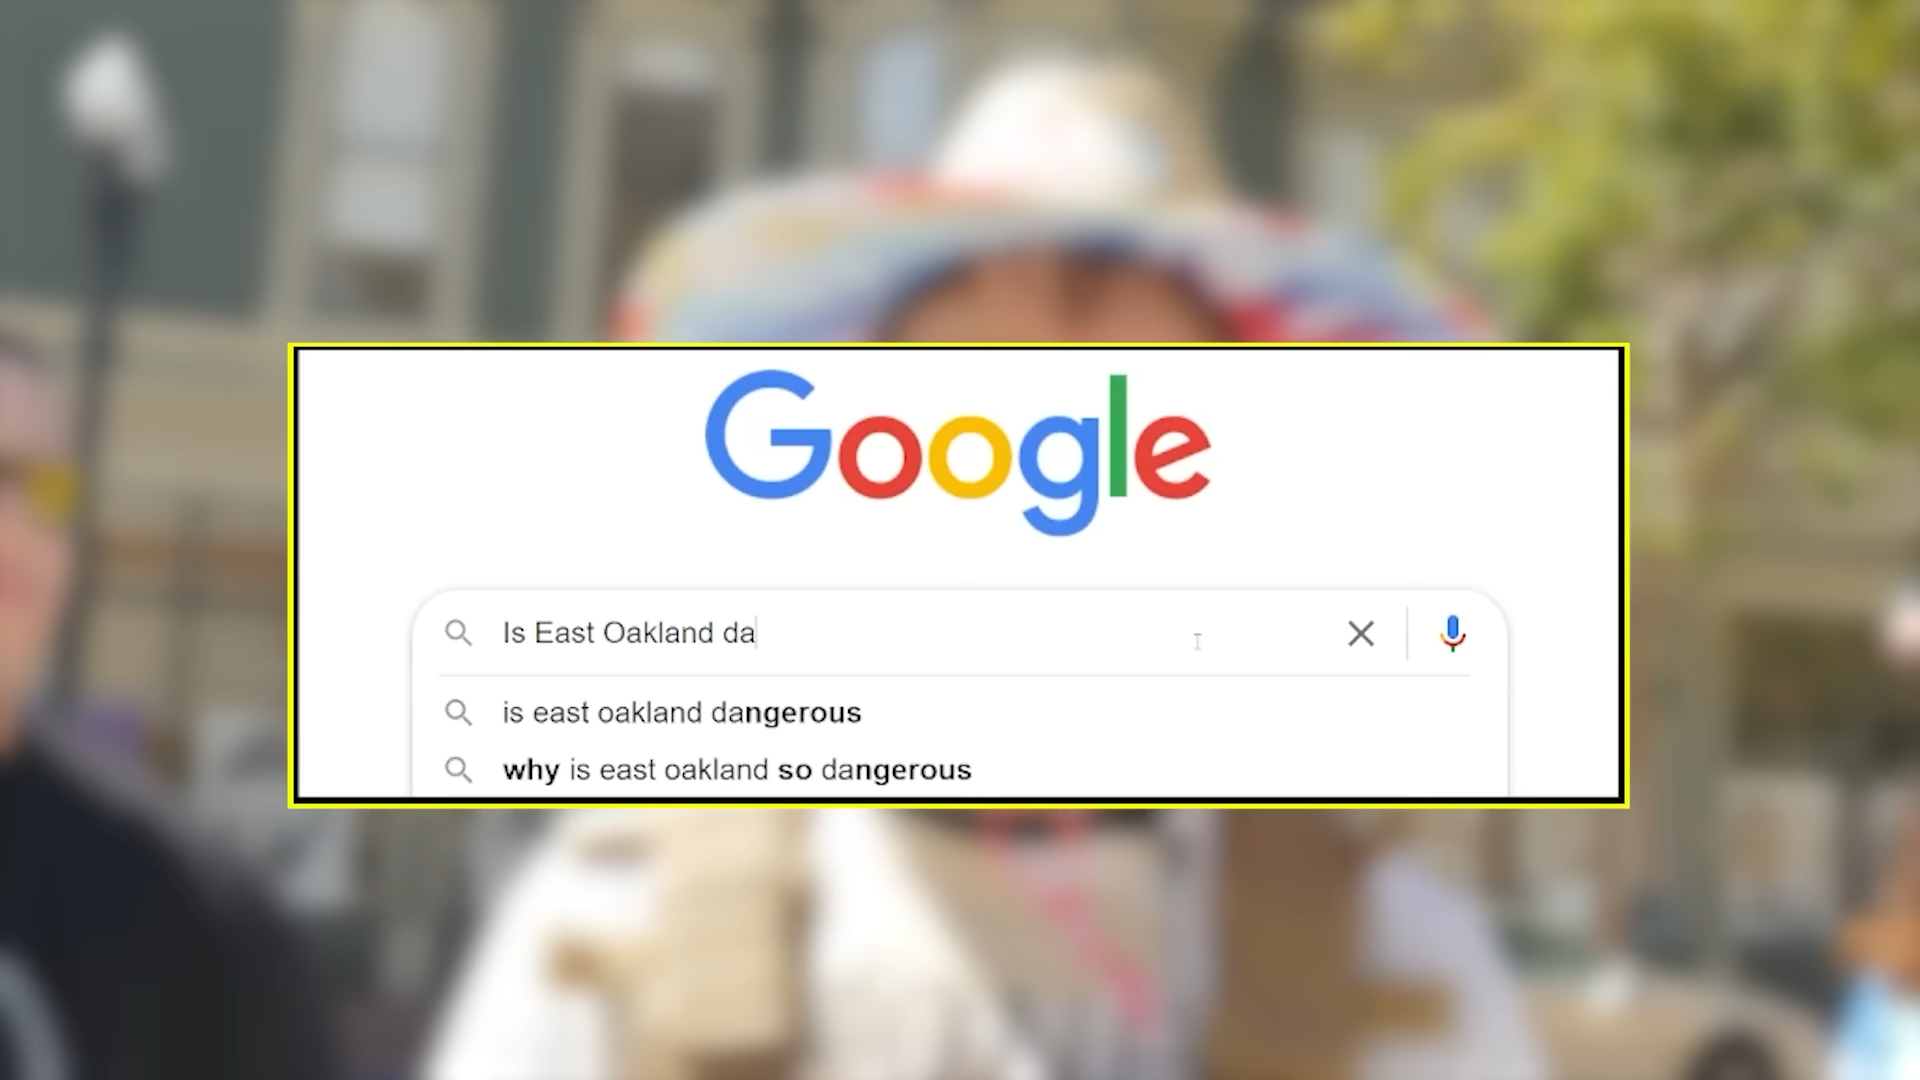 Google
Is East Oakland da
is east oakland dangerous
why is east oakland so dangerous